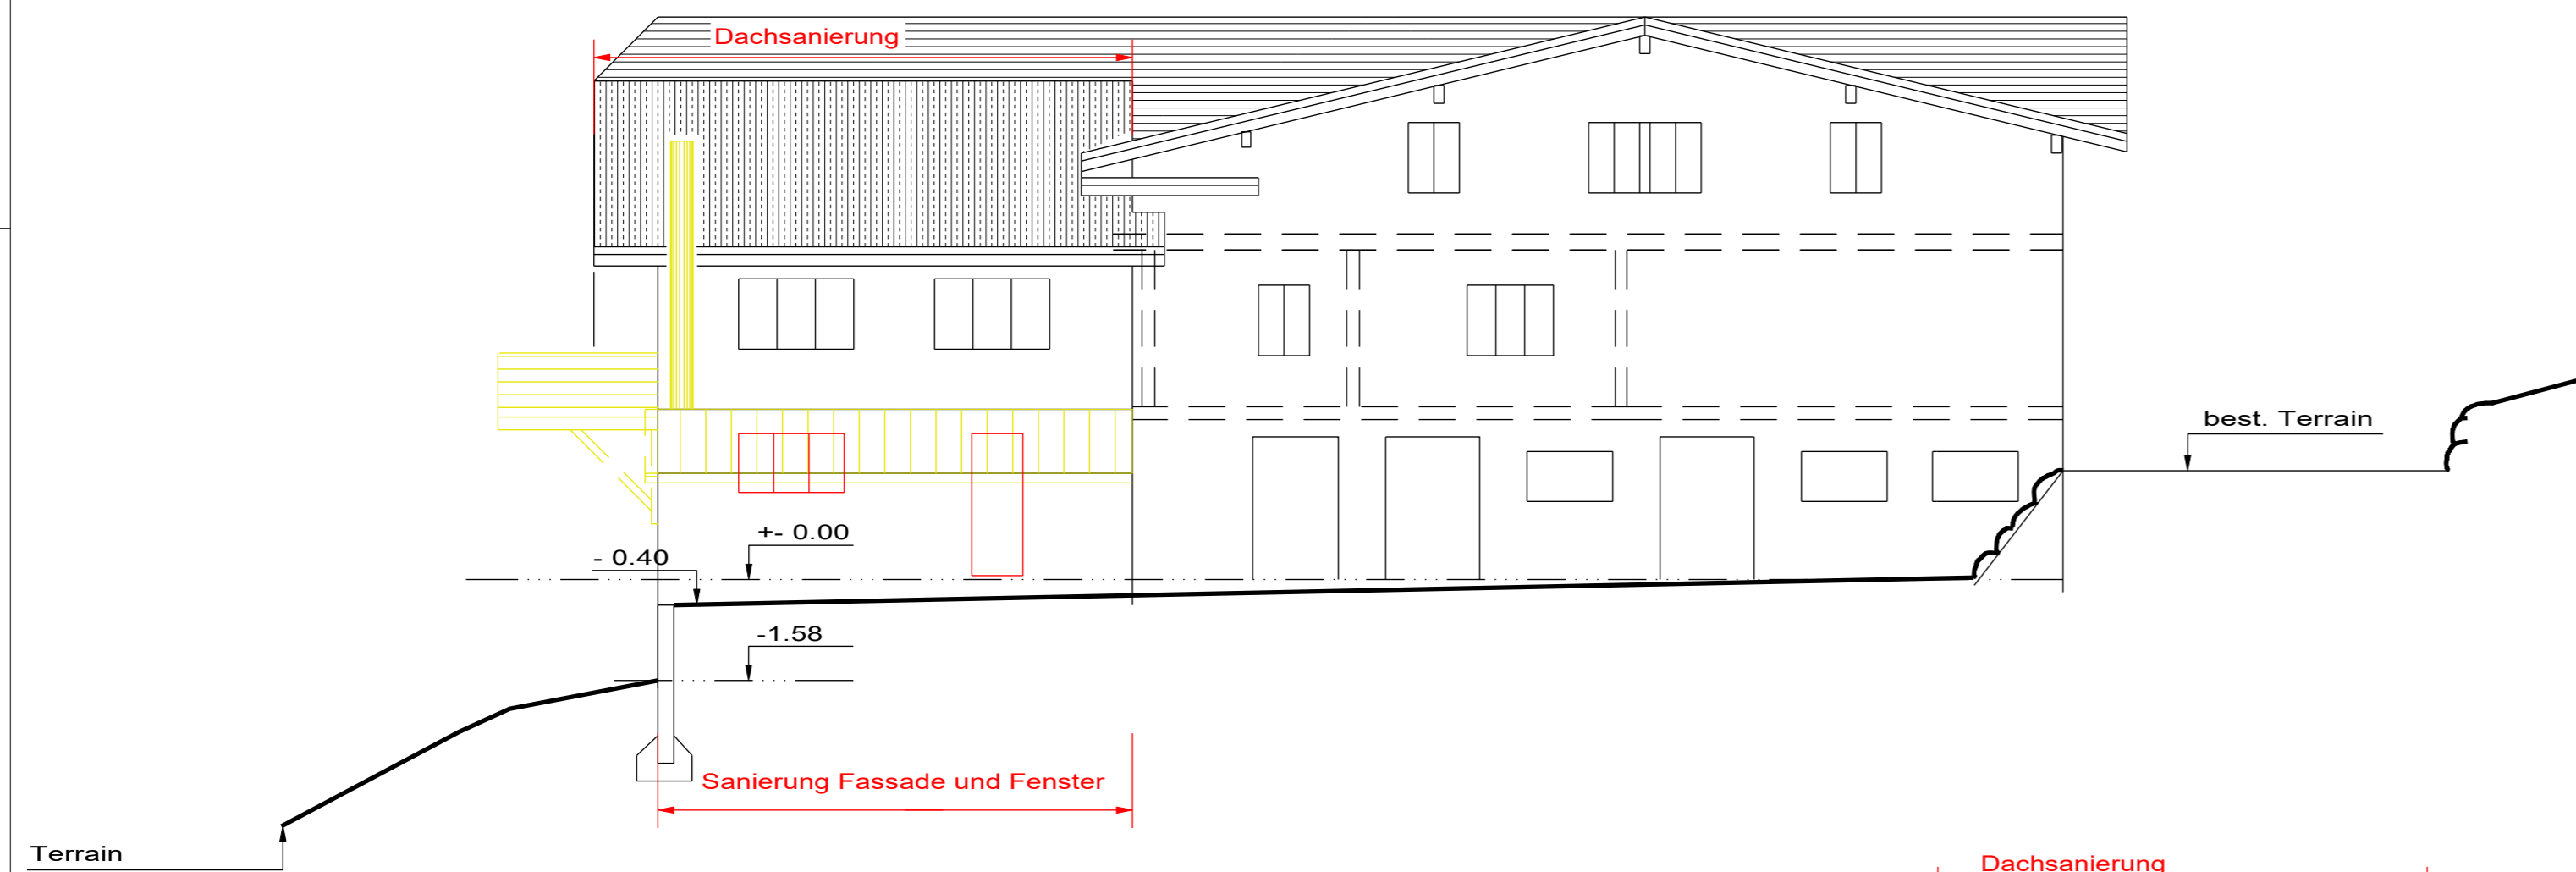 Dachsanierung
best. Terrain
+- 0.00
- 0.40
-1.58
Sanierung Fassade und Fenster
Terrain
Dachsanierung